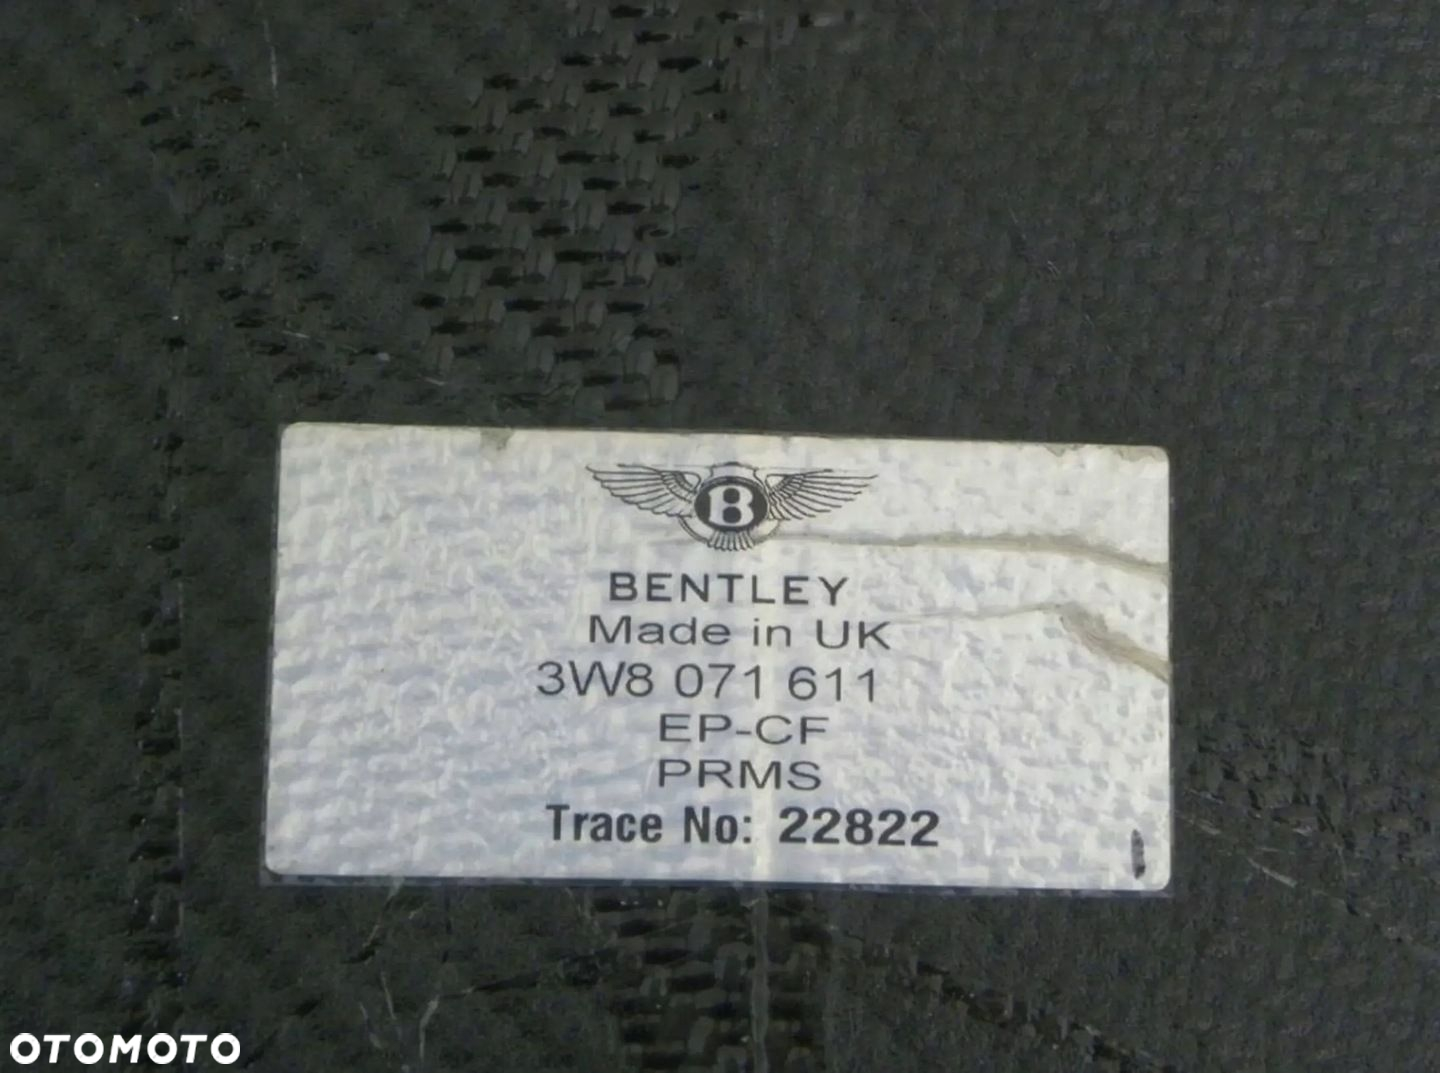 B
BENTLEY
Made in UK
3W8 071 611
EP-CF
PRMS
Trace No: 22822
OTOMOTO